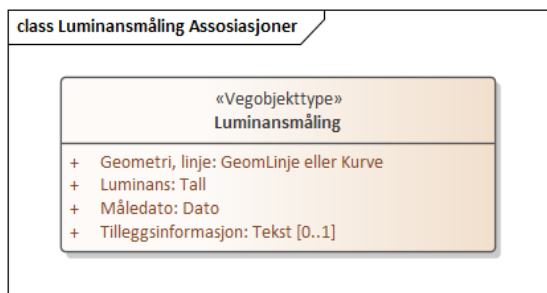 class Luminansmåling Assosiasjoner
«Vegobjekttype»
Luminansmåling
+ Geometri, linje: GeomLinje eller Kurve
+ Luminans: Tall
+ Måledato: Dato
+ Tilleggsinformasjon: Tekst [0..1]